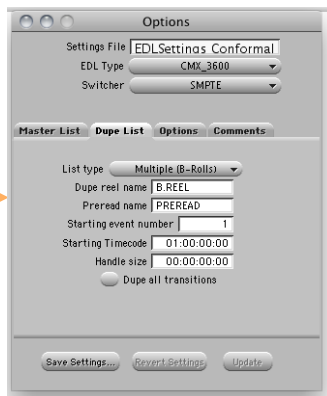 Options
Settings File EDLSettings Conformal
EDL Type CMX_3600
Switcher SMPTE
Master List Dupe List Options Comments
List type Multiple (B-Rolls)
Dupe reel name B.REEL
Preread name PREREAD
Starting event number 1
Starting Timecode 01:00:00:00
Handle size 00:00:00:00
Dupe all transitions
Save Settings... Revert Settings Update